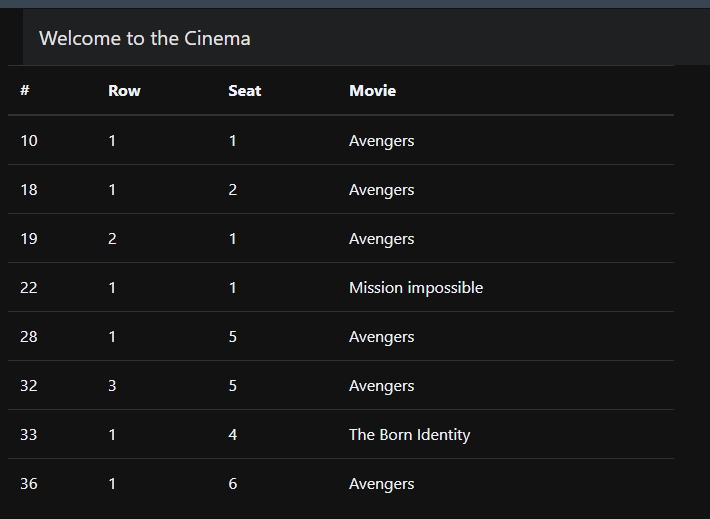 Welcome to the Cinema
# Row Seat Movie
10 1 1 Avengers
18 1 2 Avengers
19 2 1 Avengers
22 1 1 Mission impossible
28 1 5 Avengers
32 3 5 Avengers
33 1 4 The Born Identity
36 1 6 Avengers